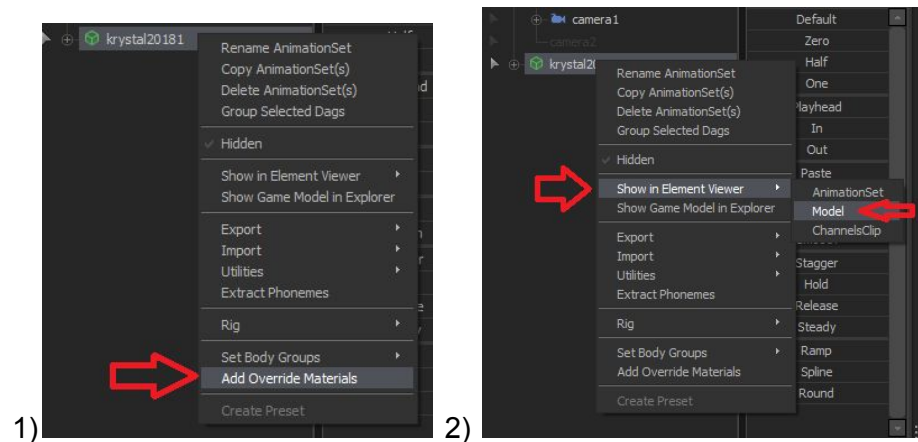 krystal20181
Rename AnimationSet
Copy AnimationSet(s)
Delete AnimationSet(s)
Group Selected Dags
Hidden
Show in Element Viewer
Show Game Model in Explorer
Export
Import
Utilities
Extract Phonemes
Rig
Set Body Groups
Add Override Materials
Create Preset
1)
camera1
camera2
krystal20
Rename AnimationSet
Copy AnimationSet(s)
Delete AnimationSet(s)
Group Selected Dags
Hidden
Show in Element Viewer
Show Game Model in Explorer
Export
Import
Utilities
Extract Phonemes
Rig
Set Body Groups
Add Override Materials
Create Preset
AnimationSet
Model
ChannelsClip
Default
Zero
Half
One
Playhead
In
Out
Paste
Stagger
Hold
Release
Steady
Ramp
Spline
Round
2)